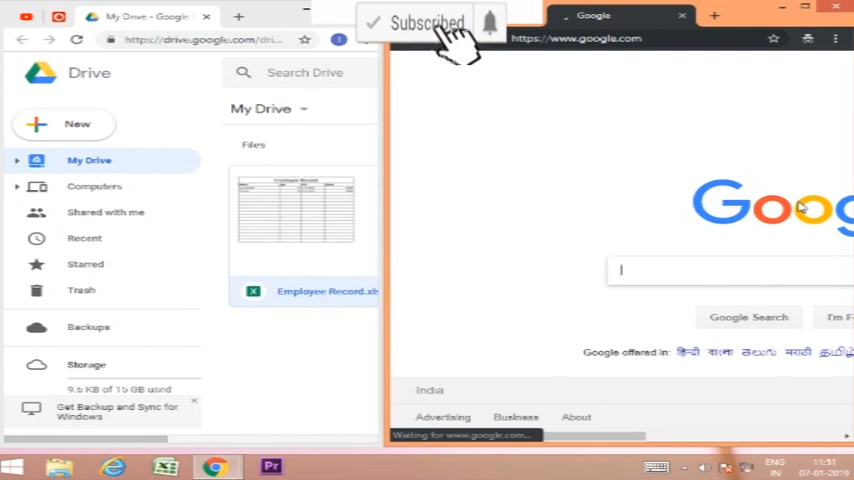 My Drive - Google
https://drive.google.com/dri...
Subscribed
Google
https://www.google.com
Drive
Search Drive
New
My Drive
My Drive
Files
Computers
Shared with me
Recent
Starred
Trash
Backups
Storage
9.6 KB of 15 GB used
Get Backup and Sync for
Windows
Employee Record
Employee Record.xls
Goog
Google Search
I'm F
Google offered in: हिन्दी বাংলা తెలుగు मराठी
India
Advertising Business About
Waiting for www.google.com...
Pr
ENG
IN
11:51
07-01-2019